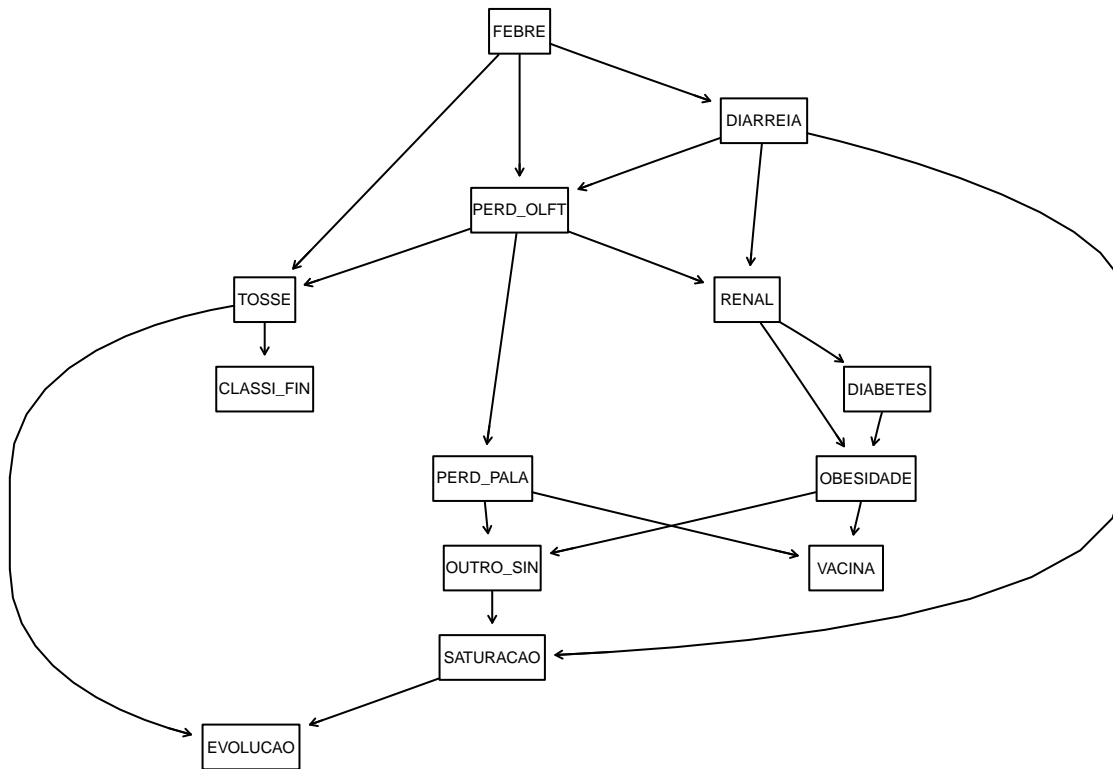 FEBRE
DIARREIA
PERD_OLFT
TOSSE
RENAL
CLASSI_FIN
DIABETES
PERD_PALA
OBESIDADE
OUTRO_SIN
VACINA
SATURACAO
EVOLUCAO